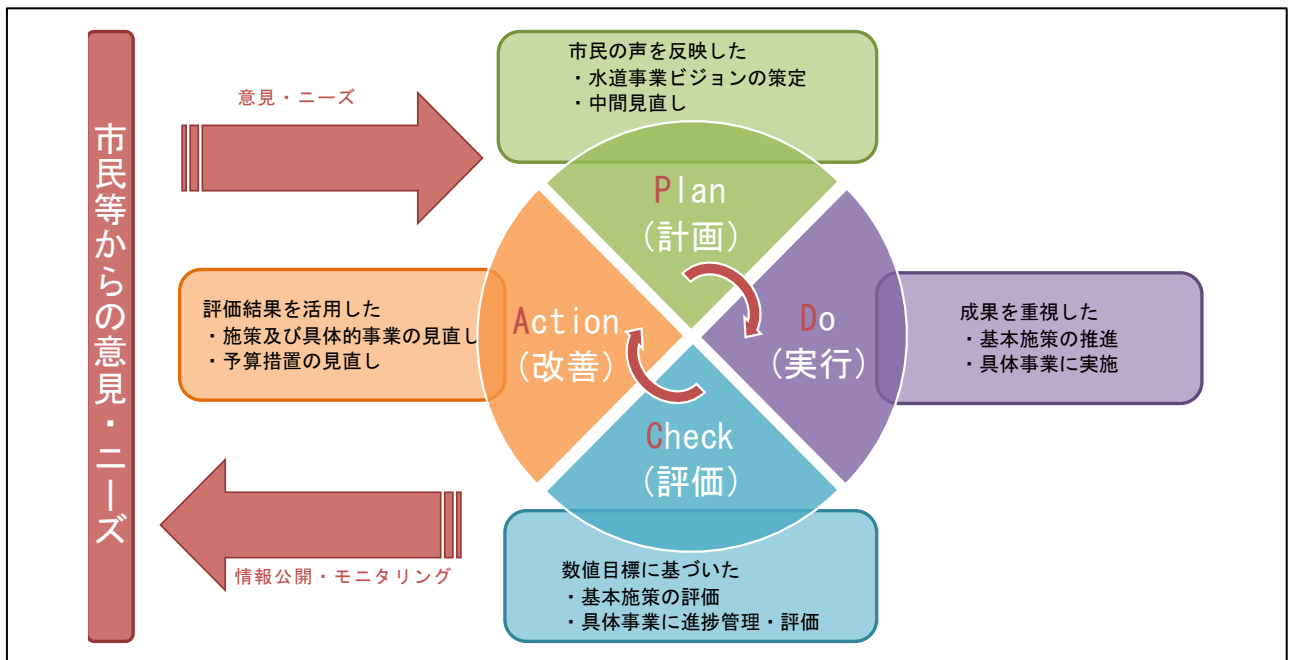 市民等からの意見・ニーズ
意見・ニーズ
市民の声を反映した
・水道事業ビジョンの策定
・中間見直し
Plan
(計画)
Do
(実行)
成果を重視した
・基本施策の推進
・具体事業に実施
評価結果を活用した
・施策及び具体的事業の見直し
・予算措置の見直し
Action
(改善)
Check
(評価)
数値目標に基づいた
・基本施策の評価
・具体事業に進捗管理・評価
情報公開・モニタリング